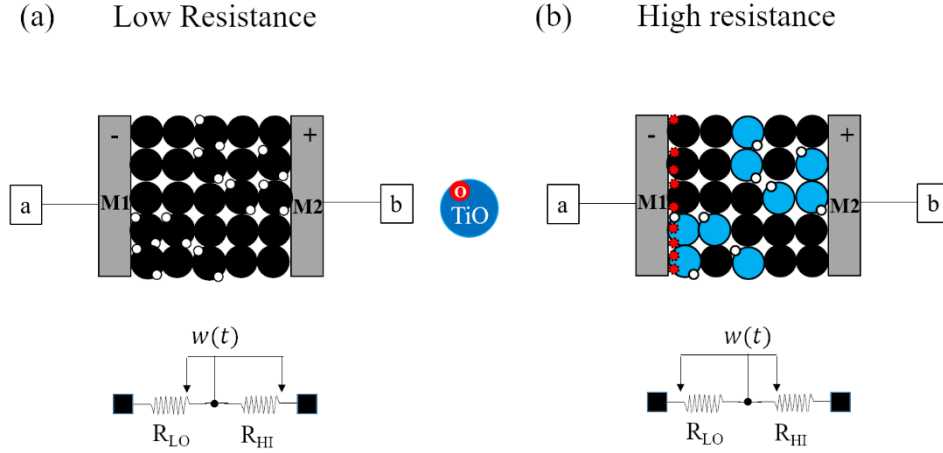 (a) Low Resistance
(b) High resistance
- +
a M1 M2 b
O
TiO
- +
a M1 M2 b
w(t)
R_LO R_HI
w(t)
R_LO R_HI